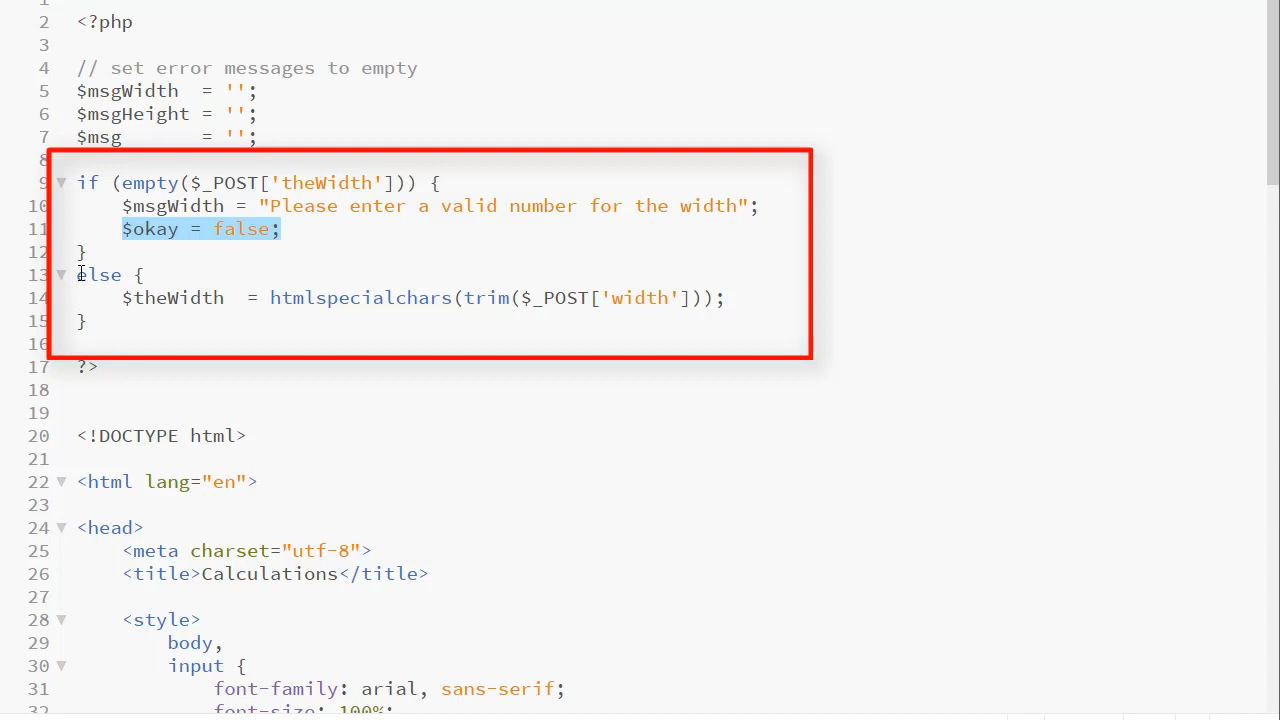 1
2 <?php
3
4 // set error messages to empty
5 $msgWidth  = '';
6 $msgHeight = '';
7 $msg       = '';
8
9 if (empty($_POST['theWidth'])) {
10     $msgWidth = "Please enter a valid number for the width";
11     $okay = false;
12 }
13 else {
14     $theWidth  = htmlspecialchars(trim($_POST['width']));
15 }
16
17 ?>
18
19
20 <!DOCTYPE html>
21
22 <html lang="en">
23
24 <head>
25     <meta charset="utf-8">
26     <title>Calculations</title>
27
28     <style>
29         body,
30         input {
31             font-family: arial, sans-serif;
32             font-size: 100%;